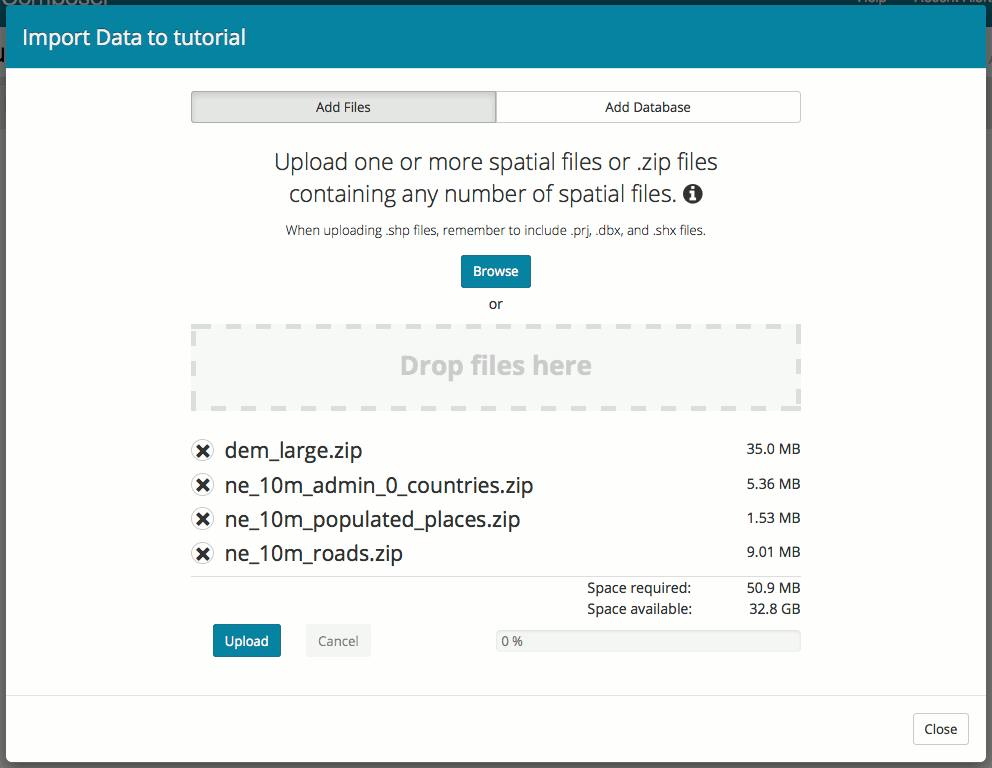 Composer Help
Import Data to tutorial
Add Files Add Database
Upload one or more spatial files or .zip files
containing any number of spatial files.
When uploading .shp files, remember to include .prj, .dbx, and .shx files.
Browse
or
Drop files here
dem_large.zip 35.0 MB
ne_10m_admin_0_countries.zip 5.36 MB
ne_10m_populated_places.zip 1.53 MB
ne_10m_roads.zip 9.01 MB
Space required: 50.9 MB
Space available: 32.8 GB
Upload Cancel 0 %
Close